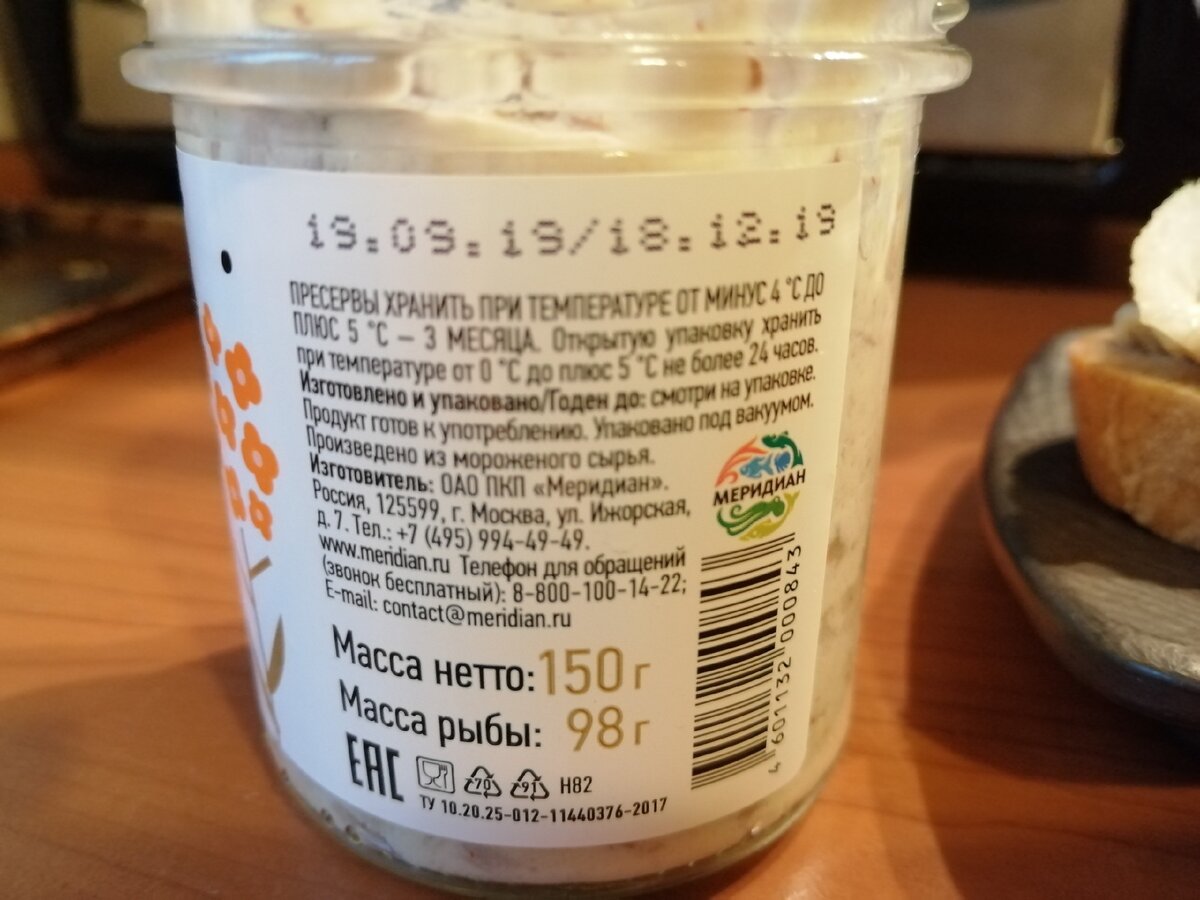 19.09.19/18.12.19
ПРЕСЕРВЫ ХРАНИТЬ ПРИ ТЕМПЕРАТУРЕ ОТ МИНУС 4 °С ДО
ПЛЮС 5 °С – 3 МЕСЯЦА. Открытую упаковку хранить
при температуре от 0 °С до плюс 5 °С не более 24 часов.
Изготовлено и упаковано/Годен до: смотри на упаковке.
Продукт готов к употреблению. Упаковано под вакуумом.
Произведено из мороженого сырья.
Изготовитель: ОАО ПКП «Меридиан».
Россия, 125599, г. Москва, ул. Ижорская,
д. 7. Тел.: +7 (495) 994-49-49.
www.meridian.ru Телефон для обращений
(звонок бесплатный): 8-800-100-14-22;
E-mail: contact@meridian.ru
МЕРИДИАН
Масса нетто: 150 г
Масса рыбы: 98 г
ЕАС 70 91 Н82
ТУ 10.20.25-012-11440376-2017
4 601132 000843